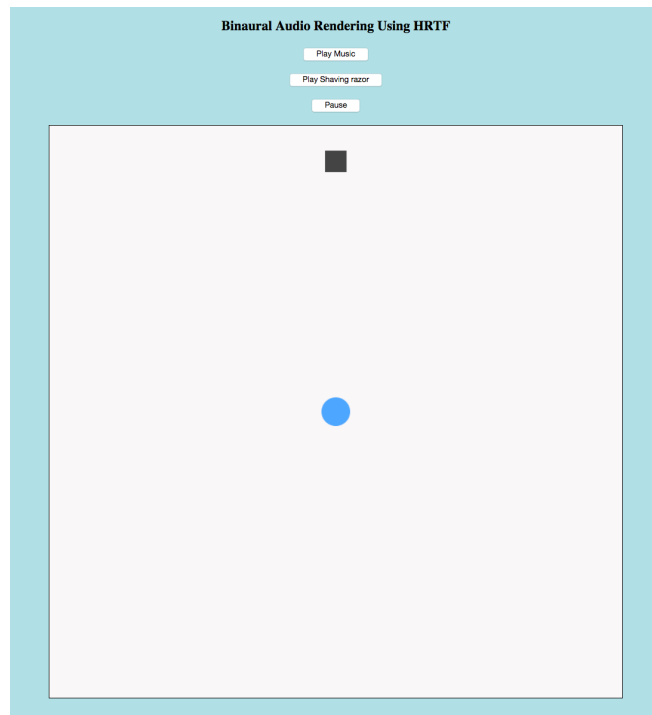 Binaural Audio Rendering Using HRTF
Play Music
Play Shaving razor
Pause